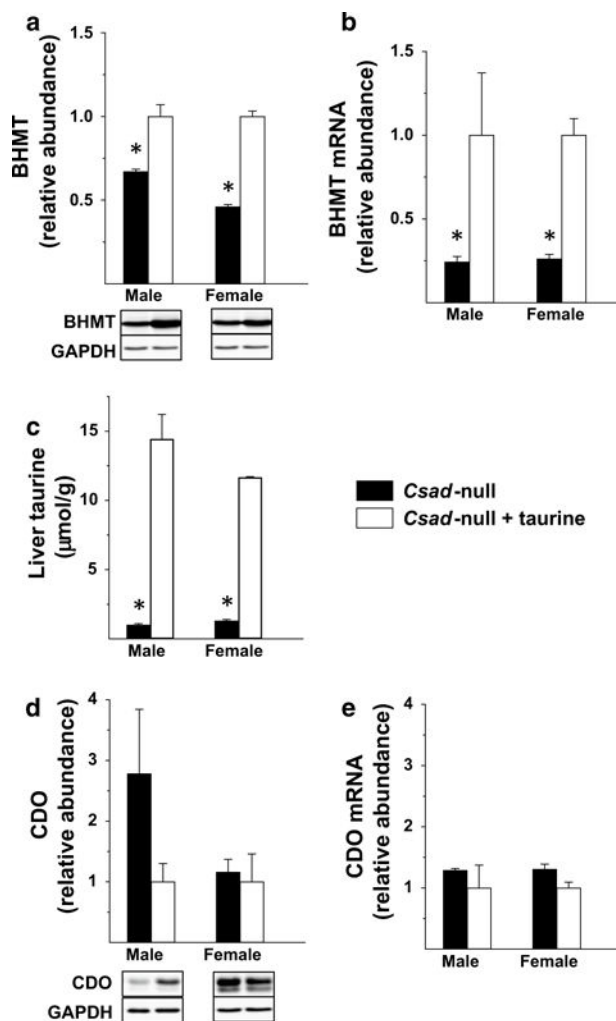 a
BHMT
(relative abundance)
1.5
1.0
0.5
*
*
Male
Female
BHMT
GAPDH
b
BHMT mRNA
(relative abundance)
1.5
1.0
0.5
*
*
Male
Female
c
Liver taurine
(µmol/g)
15
10
5
*
*
Male
Female
Csad-null
Csad-null + taurine
d
CDO
(relative abundance)
4
3
2
1
Male
Female
CDO
GAPDH
e
CDO mRNA
(relative abundance)
4
3
2
1
Male
Female